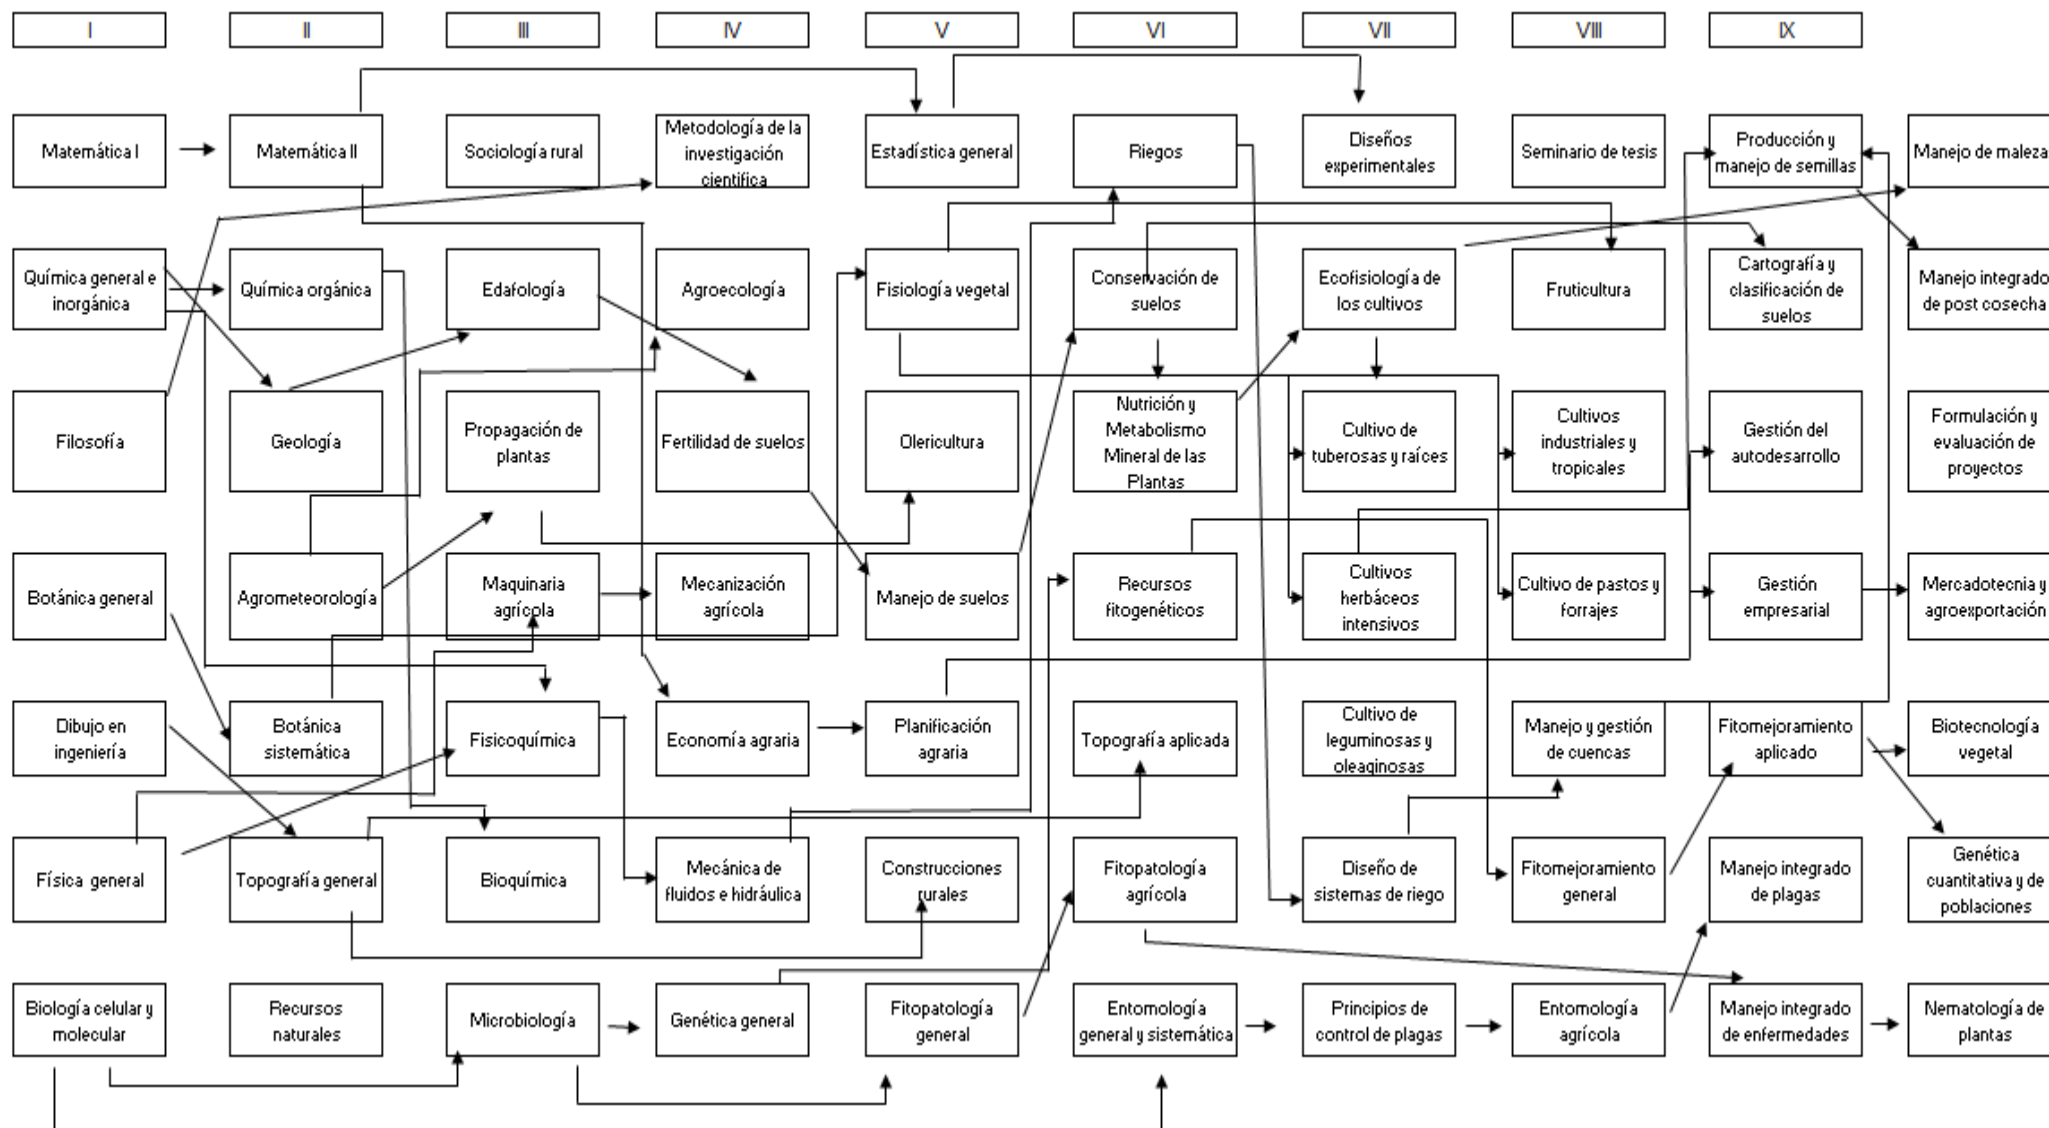 I
II
III
IV
V
VI
VII
VIII
IX
Matemática I
Matemática II
Sociología rural
Metodología de la
investigación
cientifica
Estadística general
Riegos
Diseños
experimentales
Seminario de tesis
Producción y
manejo de semillas
Manejo de maleza
Química general e
inorgánica
Química orgánica
Edafología
Agroecología
Fisiología vegetal
Conservación de
suelos
Ecofisiología de
los cultivos
Fruticultura
Cartografía y
clasificación de
suelos
Manejo integrado
de post cosecha
Filosofía
Geología
Propagación de
plantas
Fertilidad de suelos
Olericultura
Nutrición y
Metabolismo
Mineral de las
Plantas
Cultivo de
tuberosas y raíces
Cultivos
industriales y
tropicales
Gestión del
autodesarrollo
Formulación y
evaluación de
proyectos
Botánica general
Agrometeorología
Maquinaria
agrícola
Mecanización
agrícola
Manejo de suelos
Recursos
fitogenéticos
Cultivos
herbáceos
intensivos
Cultivo de pastos y
forrajes
Gestión
empresarial
Mercadotecnia y
agroexportación
Dibujo en
ingeniería
Botánica
sistemática
Fisicoquímica
Economía agraria
Planificación
agraria
Topografía aplicada
Cultivo de
leguminosas y
oleaginosas
Manejo y gestión
de cuencas
Fitomejoramiento
aplicado
Biotecnología
vegetal
Física general
Topografía general
Bioquímica
Mecánica de
fluidos e hidráulica
Construcciones
rurales
Fitopatología
agrícola
Diseño de
sistemas de riego
Fitomejoramiento
general
Manejo integrado
de plagas
Genética
cuantitativa y de
poblaciones
Biología celular y
molecular
Recursos
naturales
Microbiología
Genética general
Fitopatología
general
Entomología
general y sistemática
Principios de
control de plagas
Entomología
agrícola
Manejo integrado
de enfermedades
Nematología de
plantas